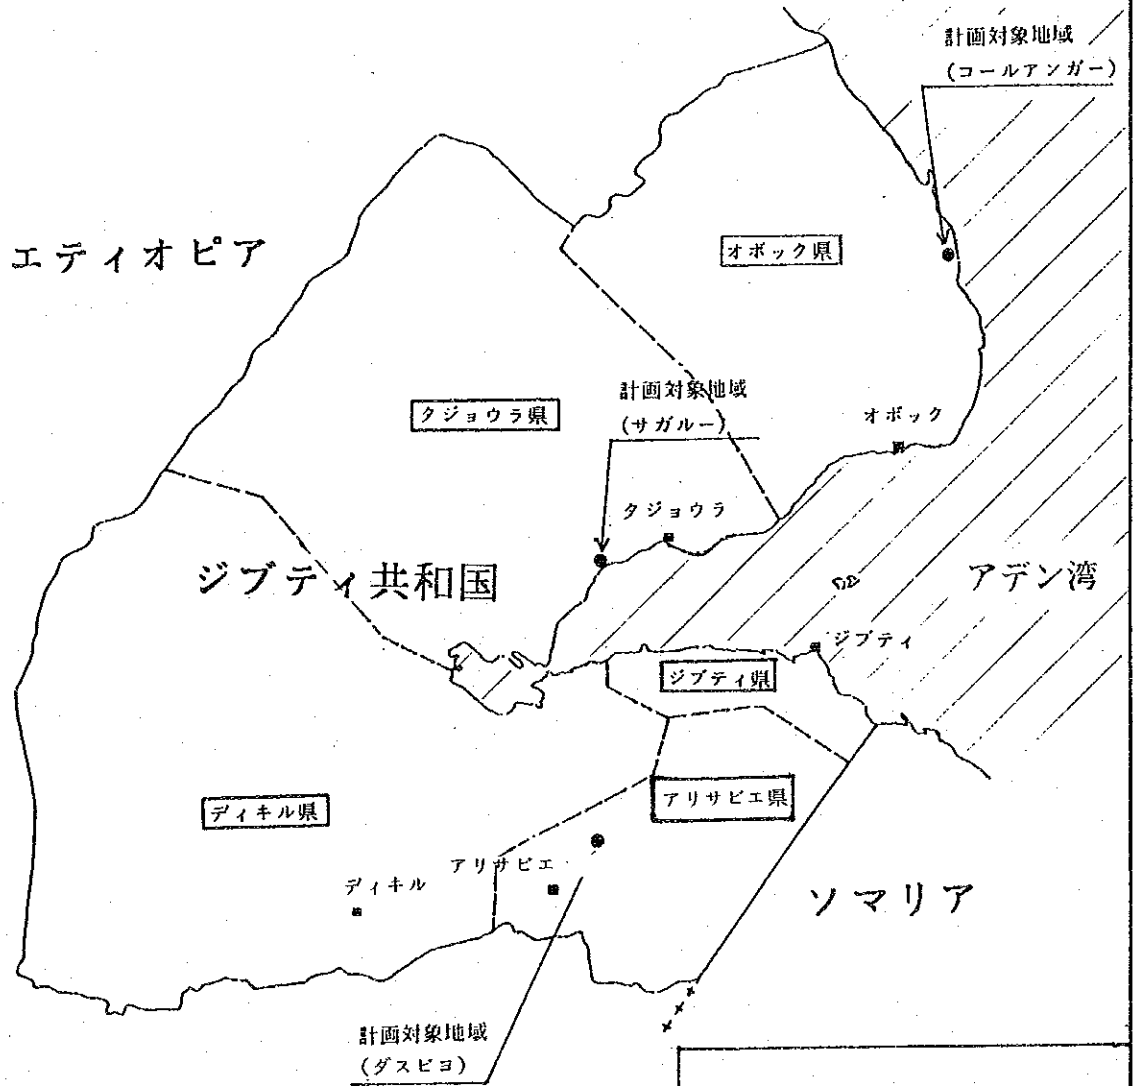 計画対象地域
(コールアンガー)
エティオピア
オボック県
計画対象地域
(サガルー)
タジョウラ県
オボック
タジョウラ
ジブティ共和国
アデン湾
ジブティ
ジブティ県
ディキル県
アリサビエ県
アリサビエ
ディキル
ソマリア
計画対象地域
(ダスビヨ)